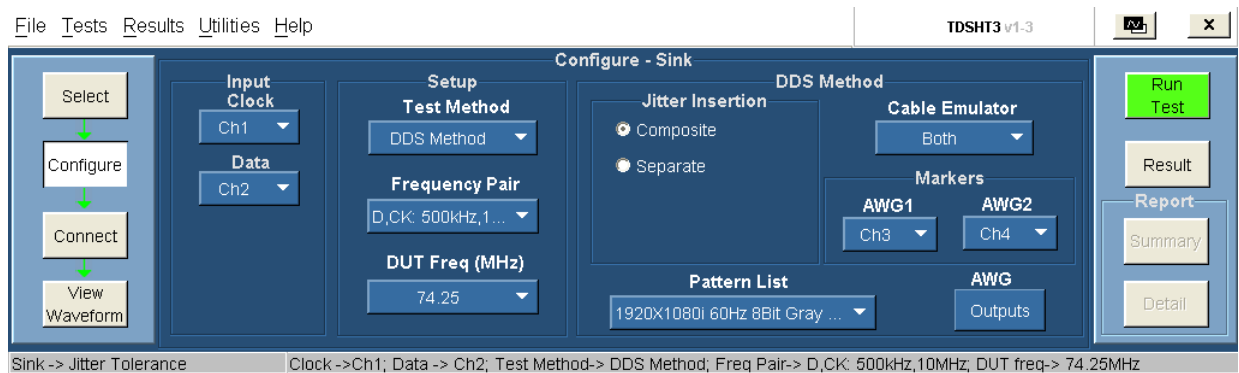 File Tests Results Utilities Help
TDSHT3 v1-3
x
Configure - Sink
Select
Configure
Connect
View
Waveform
Input
Clock
Ch1
Data
Ch2
Setup
Test Method
DDS Method
Frequency Pair
D,CK: 500kHz,1...
DUT Freq (MHz)
74.25
DDS Method
Jitter Insertion
Composite
Separate
Cable Emulator
Both
Markers
AWG1
Ch3
AWG2
Ch4
Pattern List
1920X1080i 60Hz 8Bit Gray ...
AWG
Outputs
Run
Test
Result
Report
Summary
Detail
Sink -> Jitter Tolerance
Clock ->Ch1; Data -> Ch2; Test Method-> DDS Method; Freq Pair-> D,CK: 500kHz,10MHz; DUT freq-> 74.25MHz